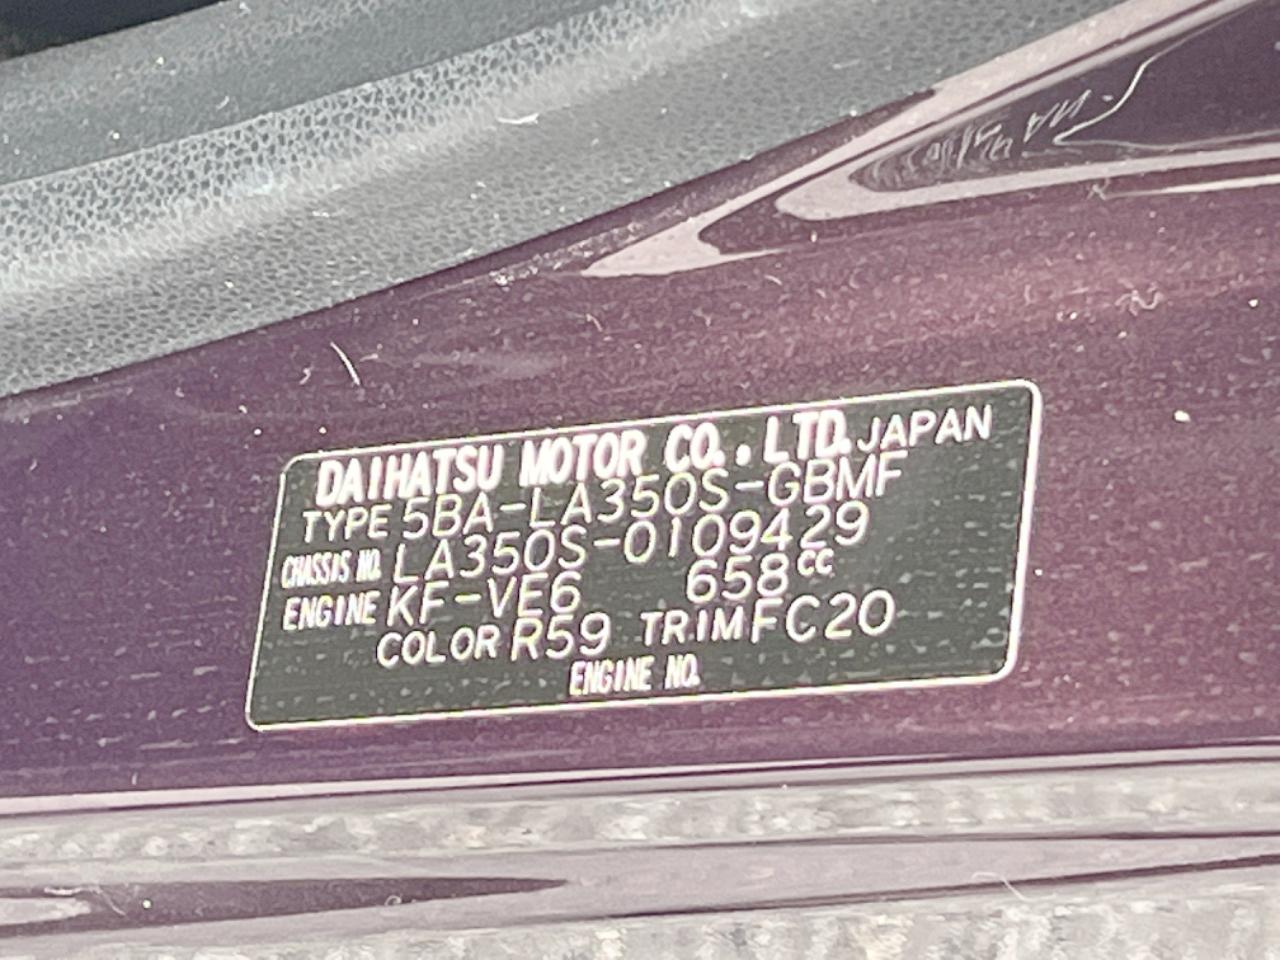 DAIHATSU MOTOR CO., LTD. JAPAN
TYPE 5BA-LA350S-GBMF
CHASSIS NO. LA350S-0109429
ENGINE KF-VE6 658cc
COLOR R59 TRIM FC20
ENGINE NO.